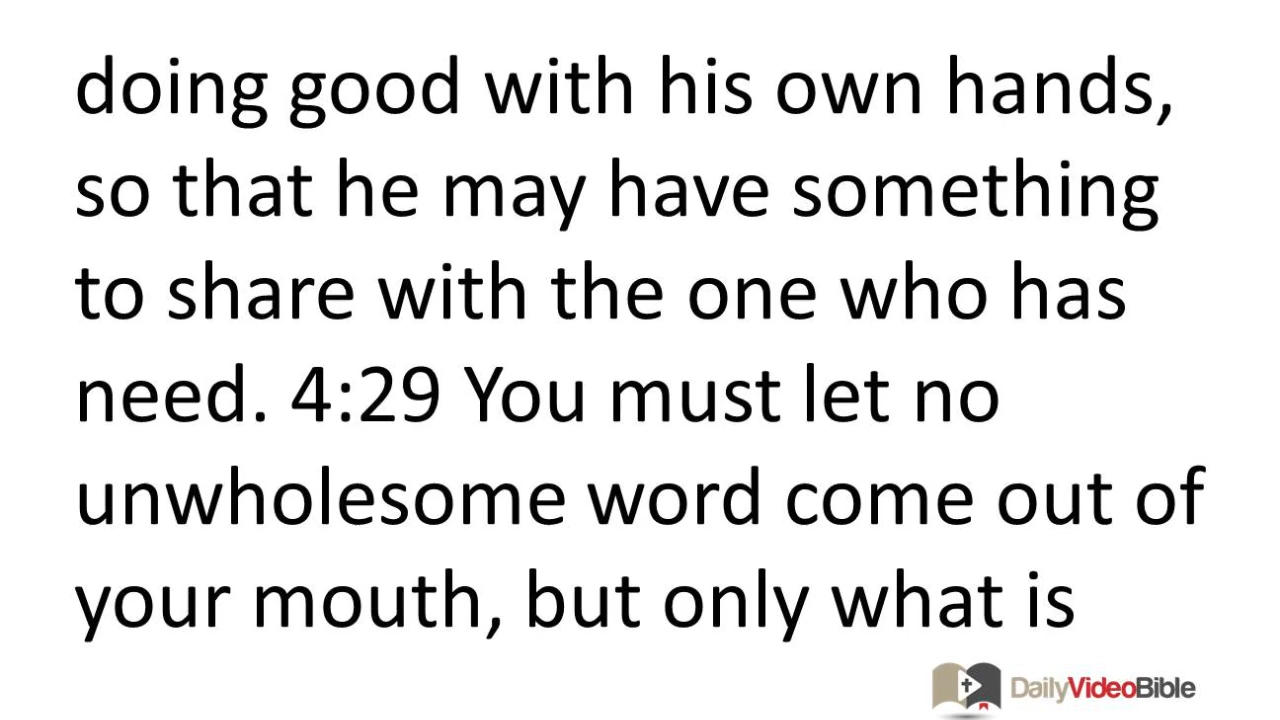 doing good with his own hands,
so that he may have something
to share with the one who has
need. 4:29 You must let no
unwholesome word come out of
your mouth, but only what is
DailyVideoBible